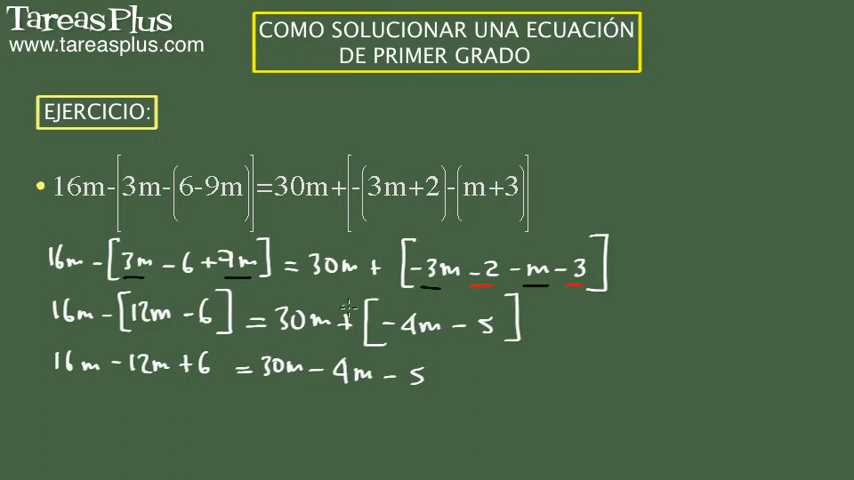 TareasPlus
www.tareasplus.com
COMO SOLUCIONAR UNA ECUACIÓN
DE PRIMER GRADO
EJERCICIO:
• 16m-[3m-(6-9m)]=30m+[-(3m+2)-(m+3)]
16m - [3m - 6 + 9m] = 30m + [-3m - 2 - m - 3]
16m - [12m - 6] = 30m + [-4m - 5]
16m - 12m + 6 = 30m - 4m - 5